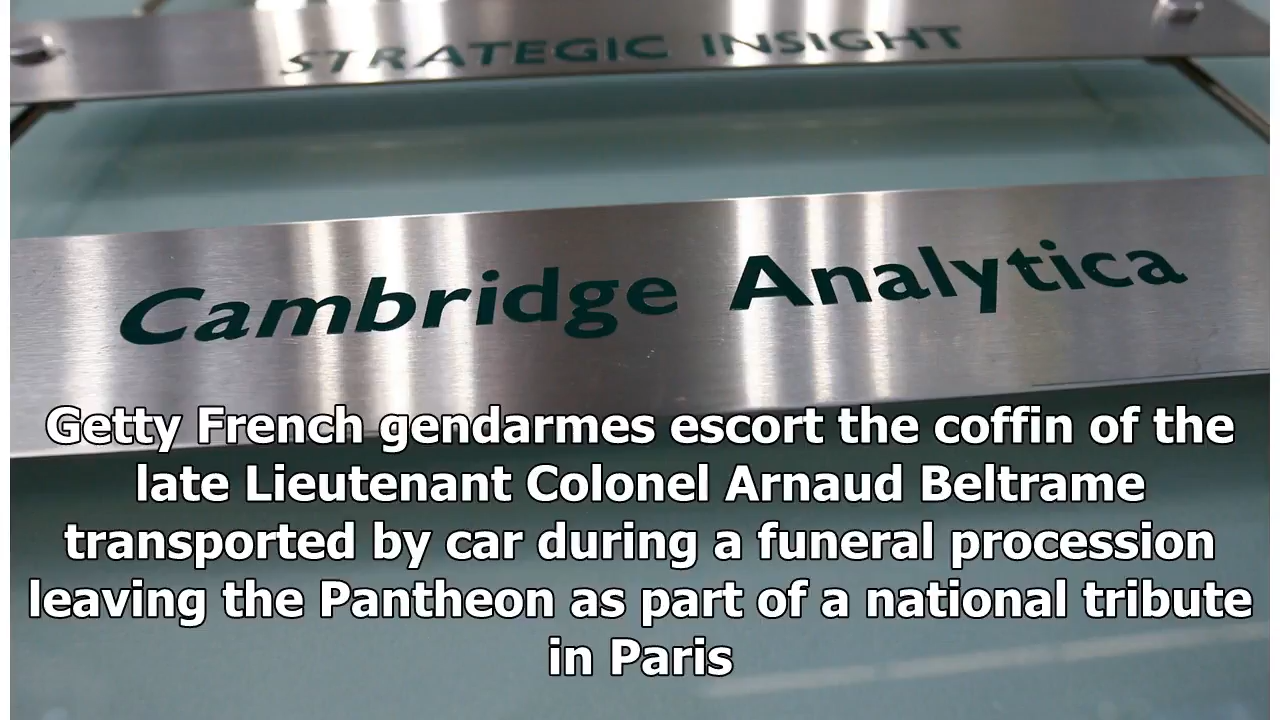 STRATEGIC INSIGHT
Cambridge Analytica
Getty French gendarmes escort the coffin of the
late Lieutenant Colonel Arnaud Beltrame
transported by car during a funeral procession
leaving the Pantheon as part of a national tribute
in Paris